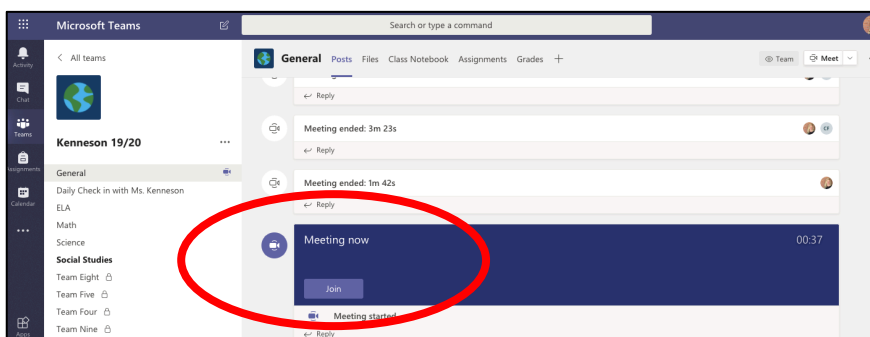 Microsoft Teams
Search or type a command
Activity
Chat
Teams
Assignments
Calendar
Apps
All teams
Kenneson 19/20
General
Daily Check in with Ms. Kenneson
ELA
Math
Science
Social Studies
Team Eight
Team Five
Team Four
Team Nine
General Posts Files Class Notebook Assignments Grades
Team Meet
Reply
Meeting ended: 3m 23s
CF
Reply
Meeting ended: 1m 42s
Reply
Meeting now 00:37
Join
Meeting started
Reply